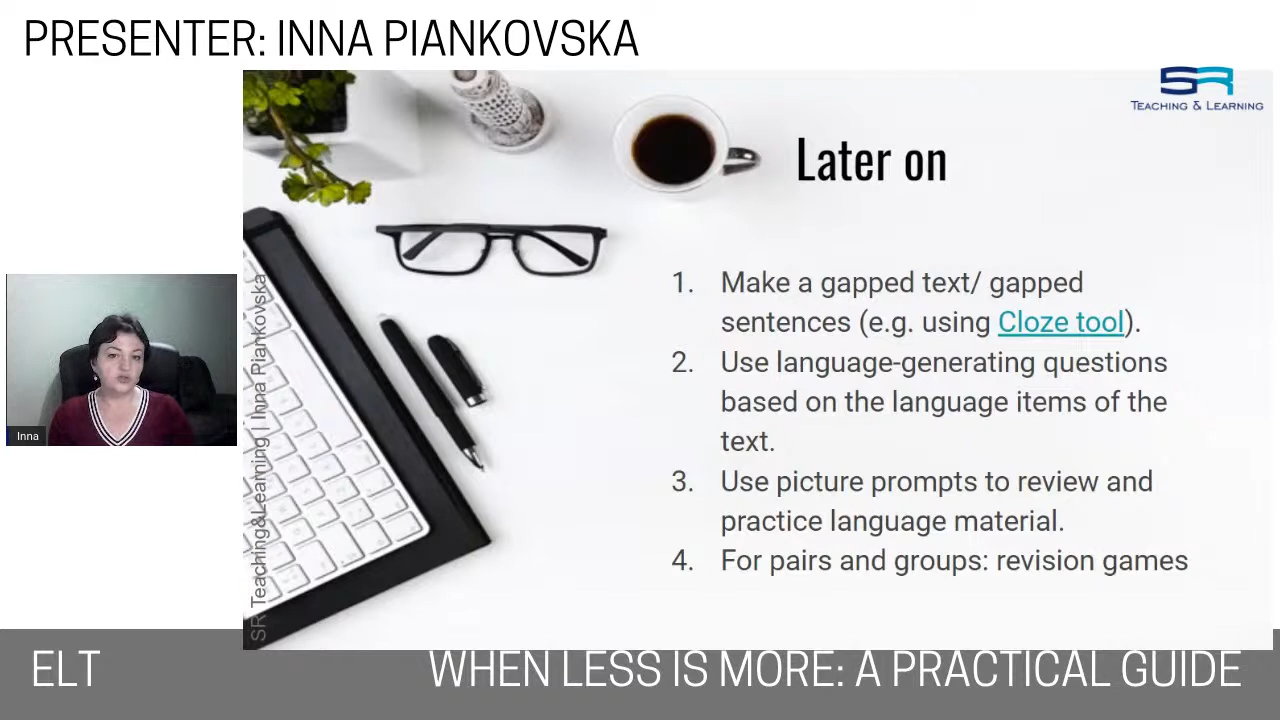 PRESENTER: INNA PIANKOVSKA
SR
TEACHING & LEARNING
Later on
1. Make a gapped text/ gapped
sentences (e.g. using Cloze tool).
2. Use language-generating questions
based on the language items of the
text.
3. Use picture prompts to review and
practice language material.
4. For pairs and groups: revision games
SR Teaching&Learning | Inna Piankovska
Inna
ELT
WHEN LESS IS MORE: A PRACTICAL GUIDE